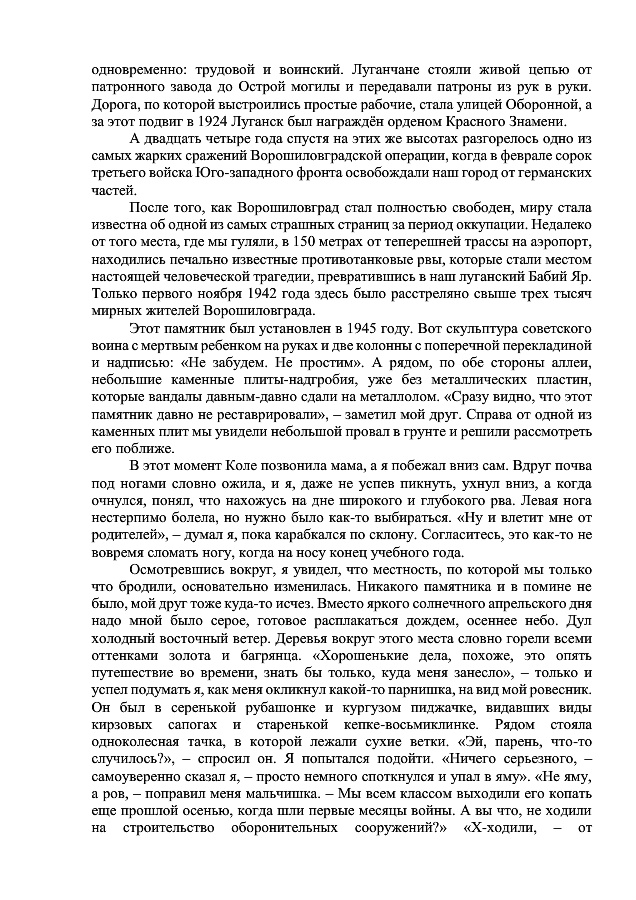 одновременно: трудовой и воинский. Луганчане стояли живой цепью от
патронного завода до Острой могилы и передавали патроны из рук в руки.
Дорога, по которой выстроились простые рабочие, стала улицей Оборонной, а
за этот подвиг в 1924 Луганск был награждён орденом Красного Знамени.
А двадцать четыре года спустя на этих же высотах разгорелось одно из
самых жарких сражений Ворошиловградской операции, когда в феврале сорок
третьего войска Юго-западного фронта освобождали наш город от германских
частей.
После того, как Ворошиловград стал полностью свободен, миру стала
известна об одной из самых страшных страниц за период оккупации. Недалеко
от того места, где мы гуляли, в 150 метрах от теперешней трассы на аэропорт,
находились печально известные противотанковые рвы, которые стали местом
настоящей человеческой трагедии, превратившись в наш луганский Бабий Яр.
Только первого ноября 1942 года здесь было расстреляно свыше трех тысяч
мирных жителей Ворошиловграда.
Этот памятник был установлен в 1945 году. Вот скульптура советского
воина с мертвым ребенком на руках и две колонны с поперечной перекладиной
и надписью: «Не забудем. Не простим». А рядом, по обе стороны аллеи,
небольшие каменные плиты-надгробия, уже без металлических пластин,
которые вандалы давным-давно сдали на металлолом. «Сразу видно, что этот
памятник давно не реставрировали», – заметил мой друг. Справа от одной из
каменных плит мы увидели небольшой провал в грунте и решили рассмотреть
его поближе.
В этот момент Коле позвонила мама, а я побежал вниз сам. Вдруг почва
под ногами словно ожила, и я, даже не успев пикнуть, ухнул вниз, а когда
очнулся, понял, что нахожусь на дне широкого и глубокого рва. Левая нога
нестерпимо болела, но нужно было как-то выбираться. «Ну и влетит мне от
родителей», – думал я, пока карабкался по склону. Согласитесь, это как-то не
вовремя сломать ногу, когда на носу конец учебного года.
Осмотревшись вокруг, я увидел, что местность, по которой мы только
что бродили, основательно изменилась. Никакого памятника и в помине не
было, мой друг тоже куда-то исчез. Вместо яркого солнечного апрельского дня
надо мной было серое, готовое расплакаться дождем, осеннее небо. Дул
холодный восточный ветер. Деревья вокруг этого места словно горели всеми
оттенками золота и багрянца. «Хорошенькие дела, похоже, это опять
путешествие во времени, знать бы только, куда меня занесло», – только и
успел подумать я, как меня окликнул какой-то парнишка, на вид мой ровесник.
Он был в серенькой рубашонке и кургузом пиджачке, видавших виды
кирзовых сапогах и старенькой кепке-восьмиклинке. Рядом стояла
одноколесная тачка, в которой лежали сухие ветки. «Эй, парень, что-то
случилось?», – спросил он. Я попытался подойти. «Ничего серьезного, –
самоуверенно сказал я, – просто немного споткнулся и упал в яму». «Не яму,
а ров, – поправил меня мальчишка. – Мы всем классом выходили его копать
еще прошлой осенью, когда шли первые месяцы войны. А вы что, не ходили
на строительство оборонительных сооружений?» «Х-ходили, – от